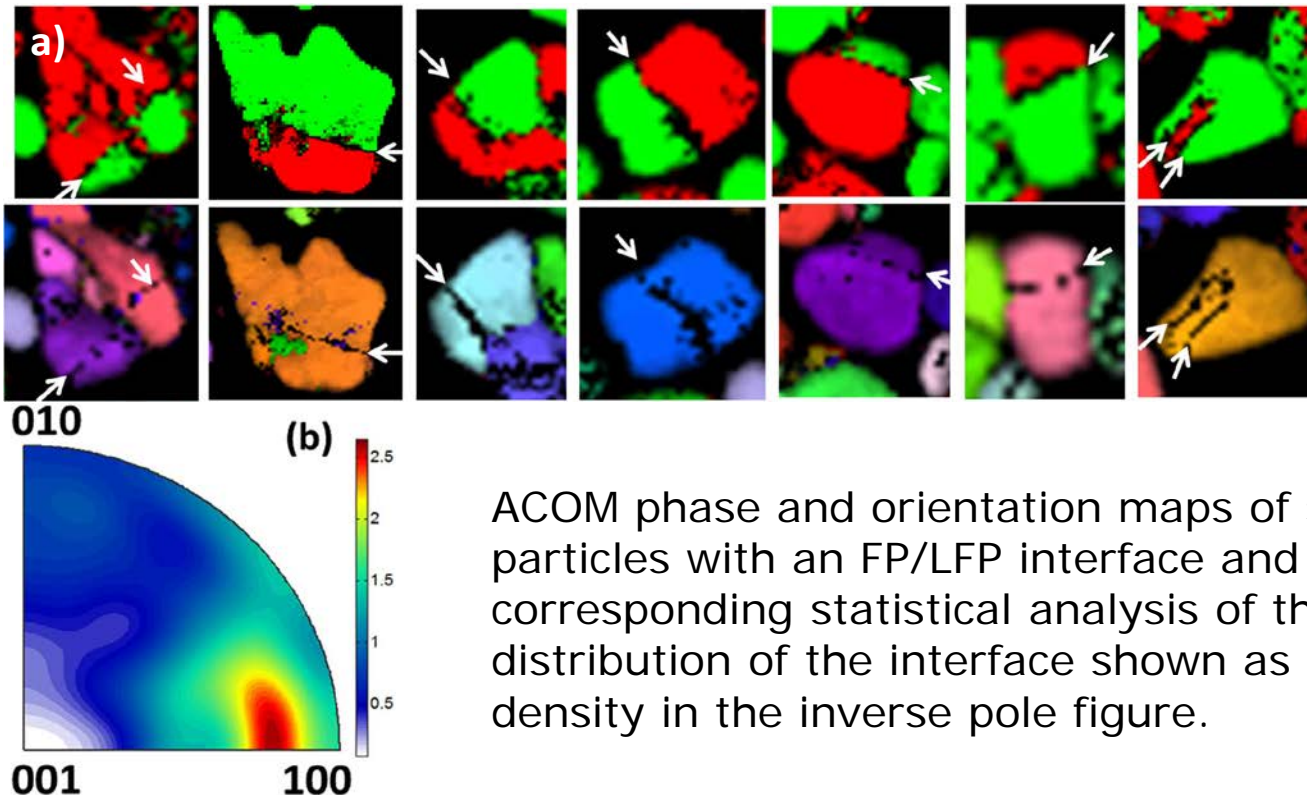 a)
010
(b)
2.5
2
1.5
1
0.5
001
100
ACOM phase and orientation maps of
particles with an FP/LFP interface and
corresponding statistical analysis of th
distribution of the interface shown as
density in the inverse pole figure.